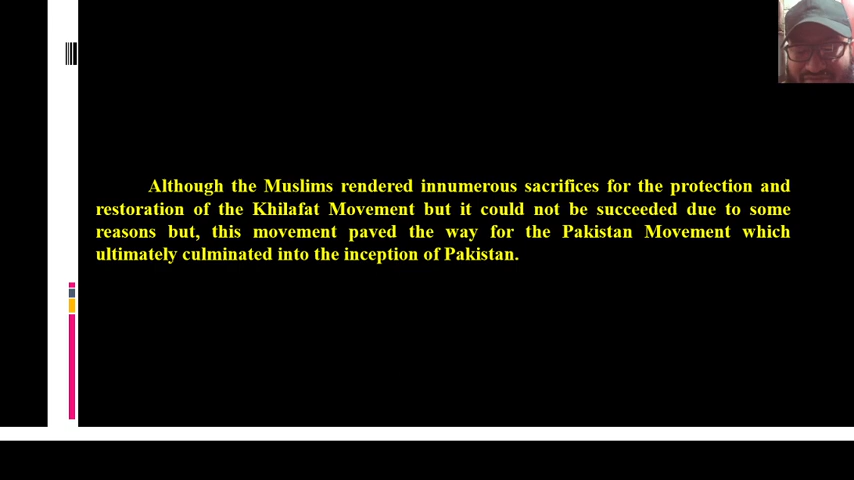 Although the Muslims rendered innumerous sacrifices for the protection and
restoration of the Khilafat Movement but it could not be succeeded due to some
reasons but, this movement paved the way for the Pakistan Movement which
ultimately culminated into the inception of Pakistan.